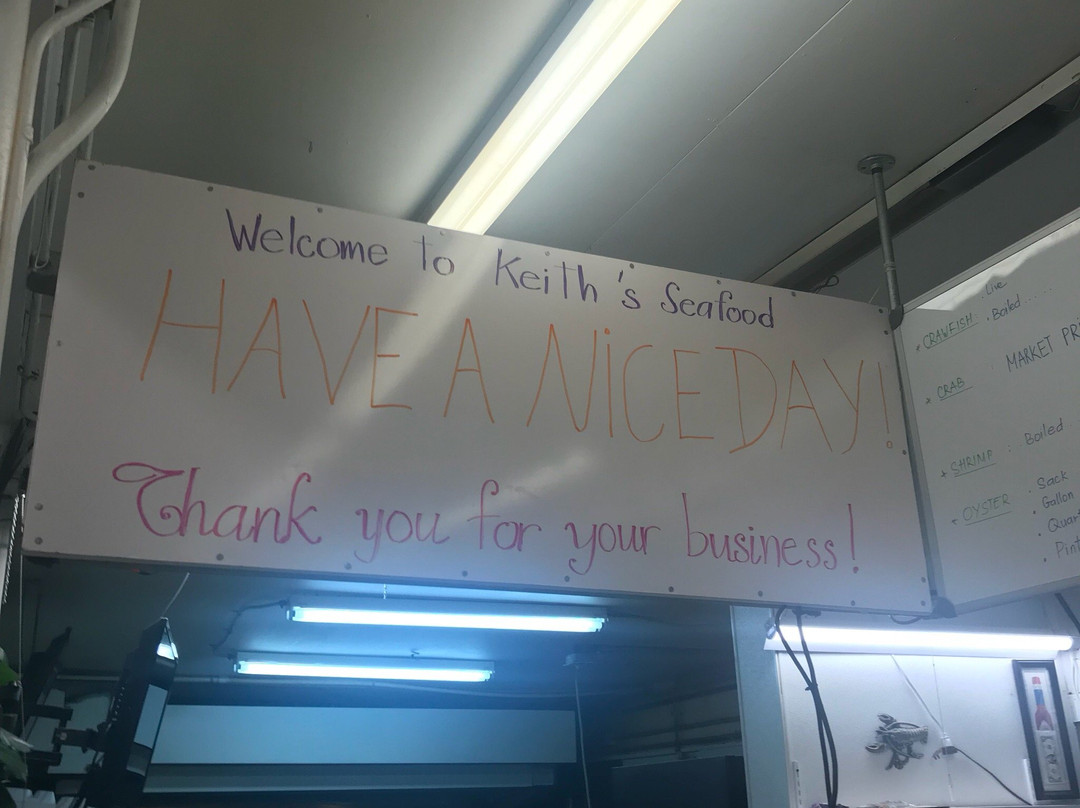 Welcome to Keith's Seafood
HAVE A NiCE DAY!
Thank you for your business!
Live
* CRAWFISH • Boiled.....
* CRAB : MARKET
* SHRIMP : Boiled
* OYSTER • Sack
• Gallon